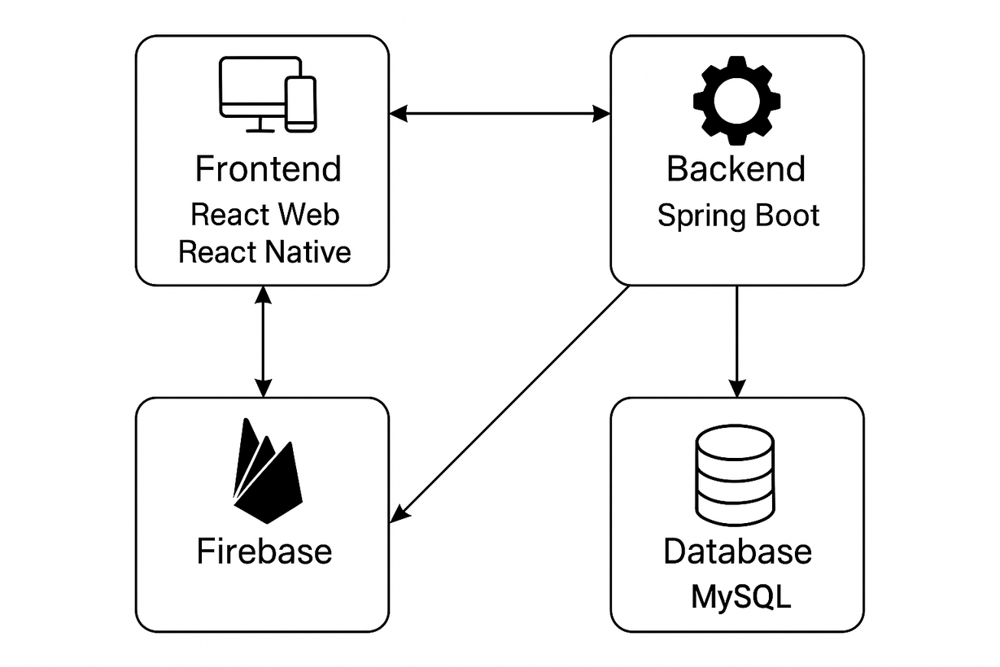 Frontend
React Web
React Native
Backend
Spring Boot
Firebase
Database
MySQL